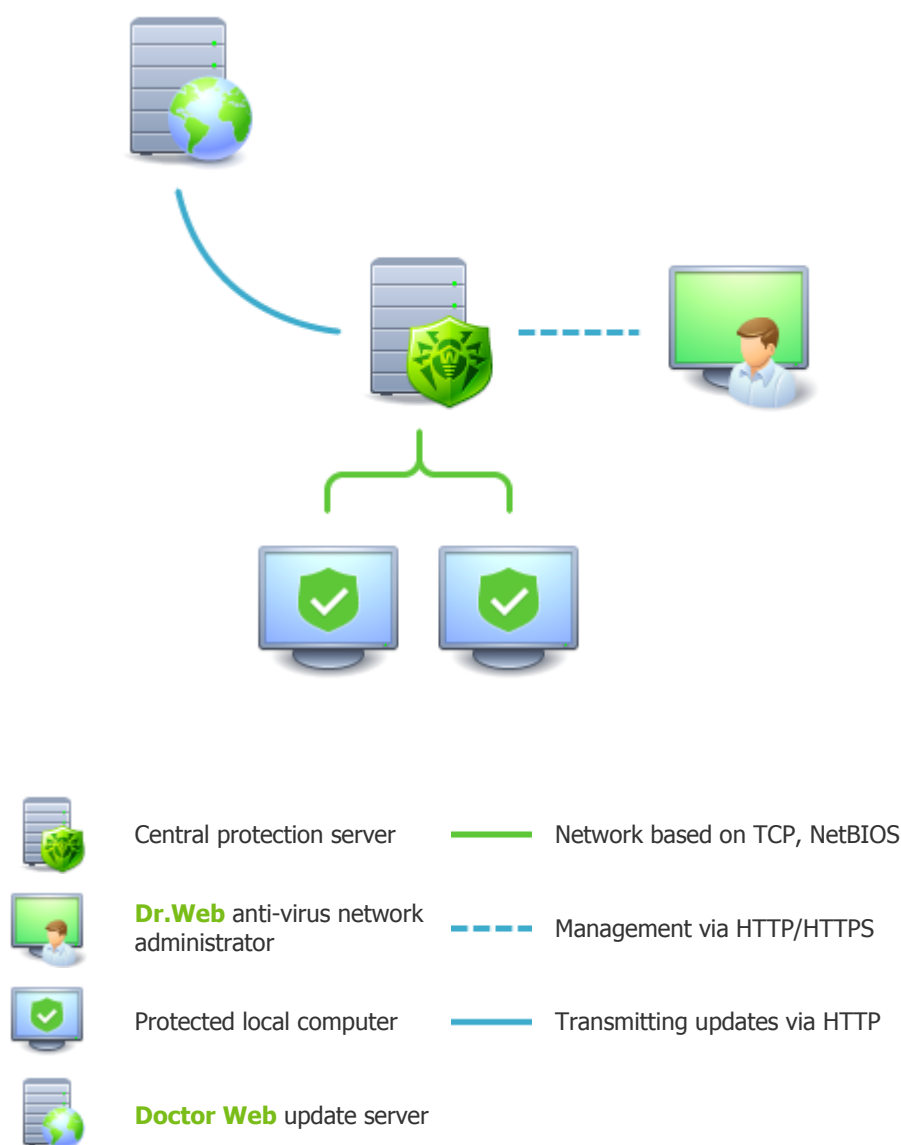 Central protection server
Network based on TCP, NetBIOS
Dr.Web anti-virus network
administrator
Management via HTTP/HTTPS
Protected local computer
Transmitting updates via HTTP
Doctor Web update server